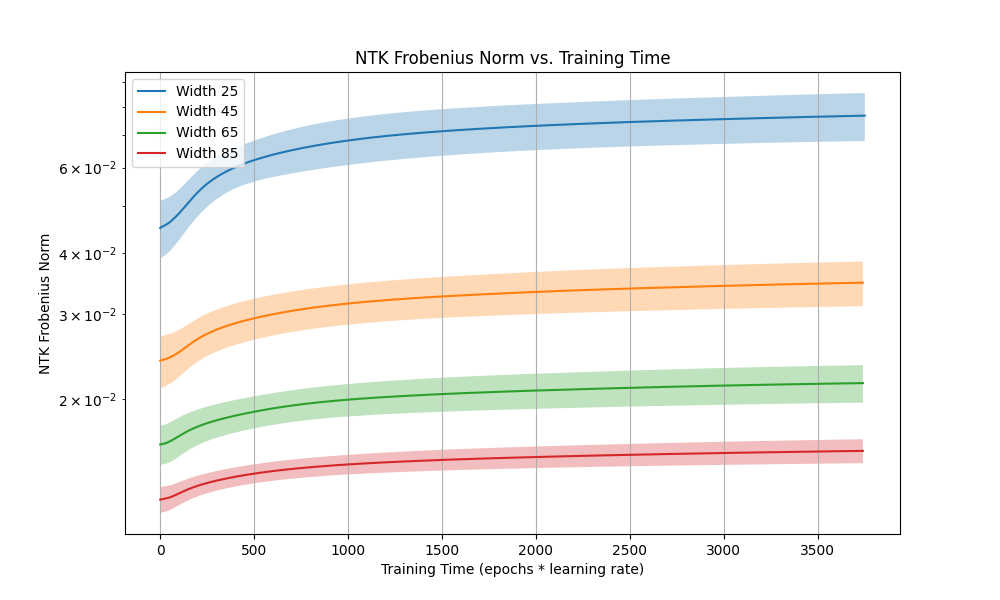 NTK Frobenius Norm vs. Training Time
Width 25
Width 45
Width 65
Width 85
NTK Frobenius Norm
6 × 10⁻²
4 × 10⁻²
3 × 10⁻²
2 × 10⁻²
0 500 1000 1500 2000 2500 3000 3500
Training Time (epochs * learning rate)